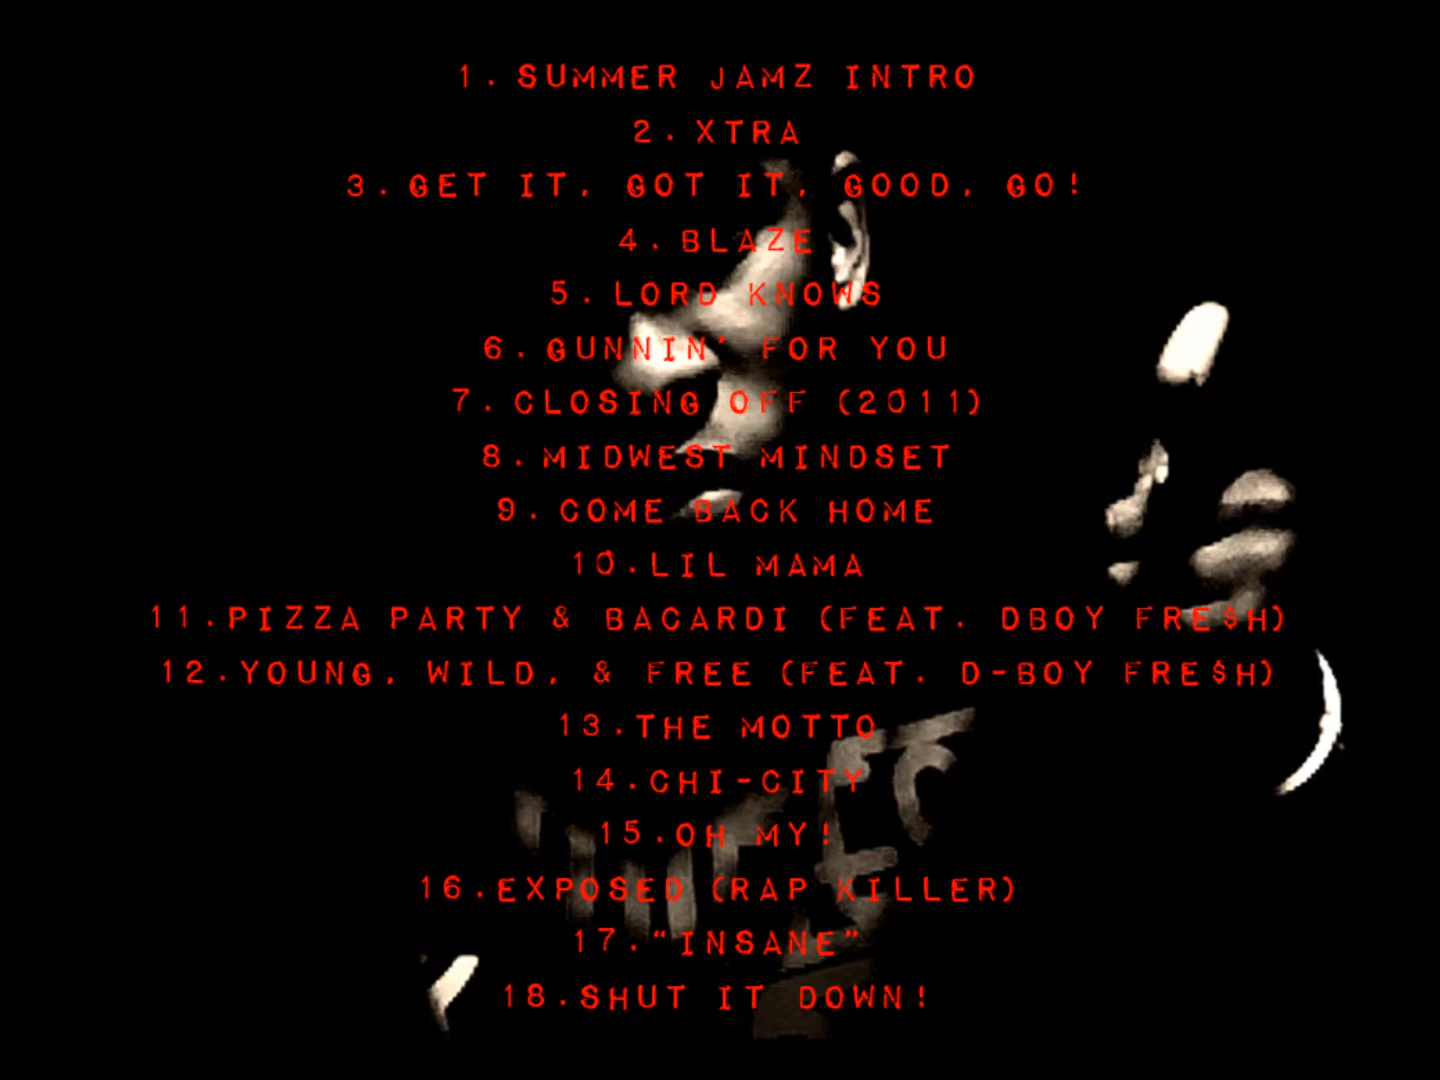 1. SUMMER JAMZ INTRO
2. XTRA
3. GET IT, GOT IT, GOOD, GO!
4. BLAZE
5. LORD KNOWS
6. GUNNIN' FOR YOU
7. CLOSING OFF (2011)
8. MIDWEST MINDSET
9. COME BACK HOME
10.LIL MAMA
11.PIZZA PARTY & BACARDI (FEAT. DBOY FRE$H)
12.YOUNG, WILD, & FREE (FEAT. D-BOY FRE$H)
13.THE MOTTO
14.CHI-CITY
15.OH MY!
16.EXPOSED (RAP KILLER)
17."INSANE"
18.SHUT IT DOWN!